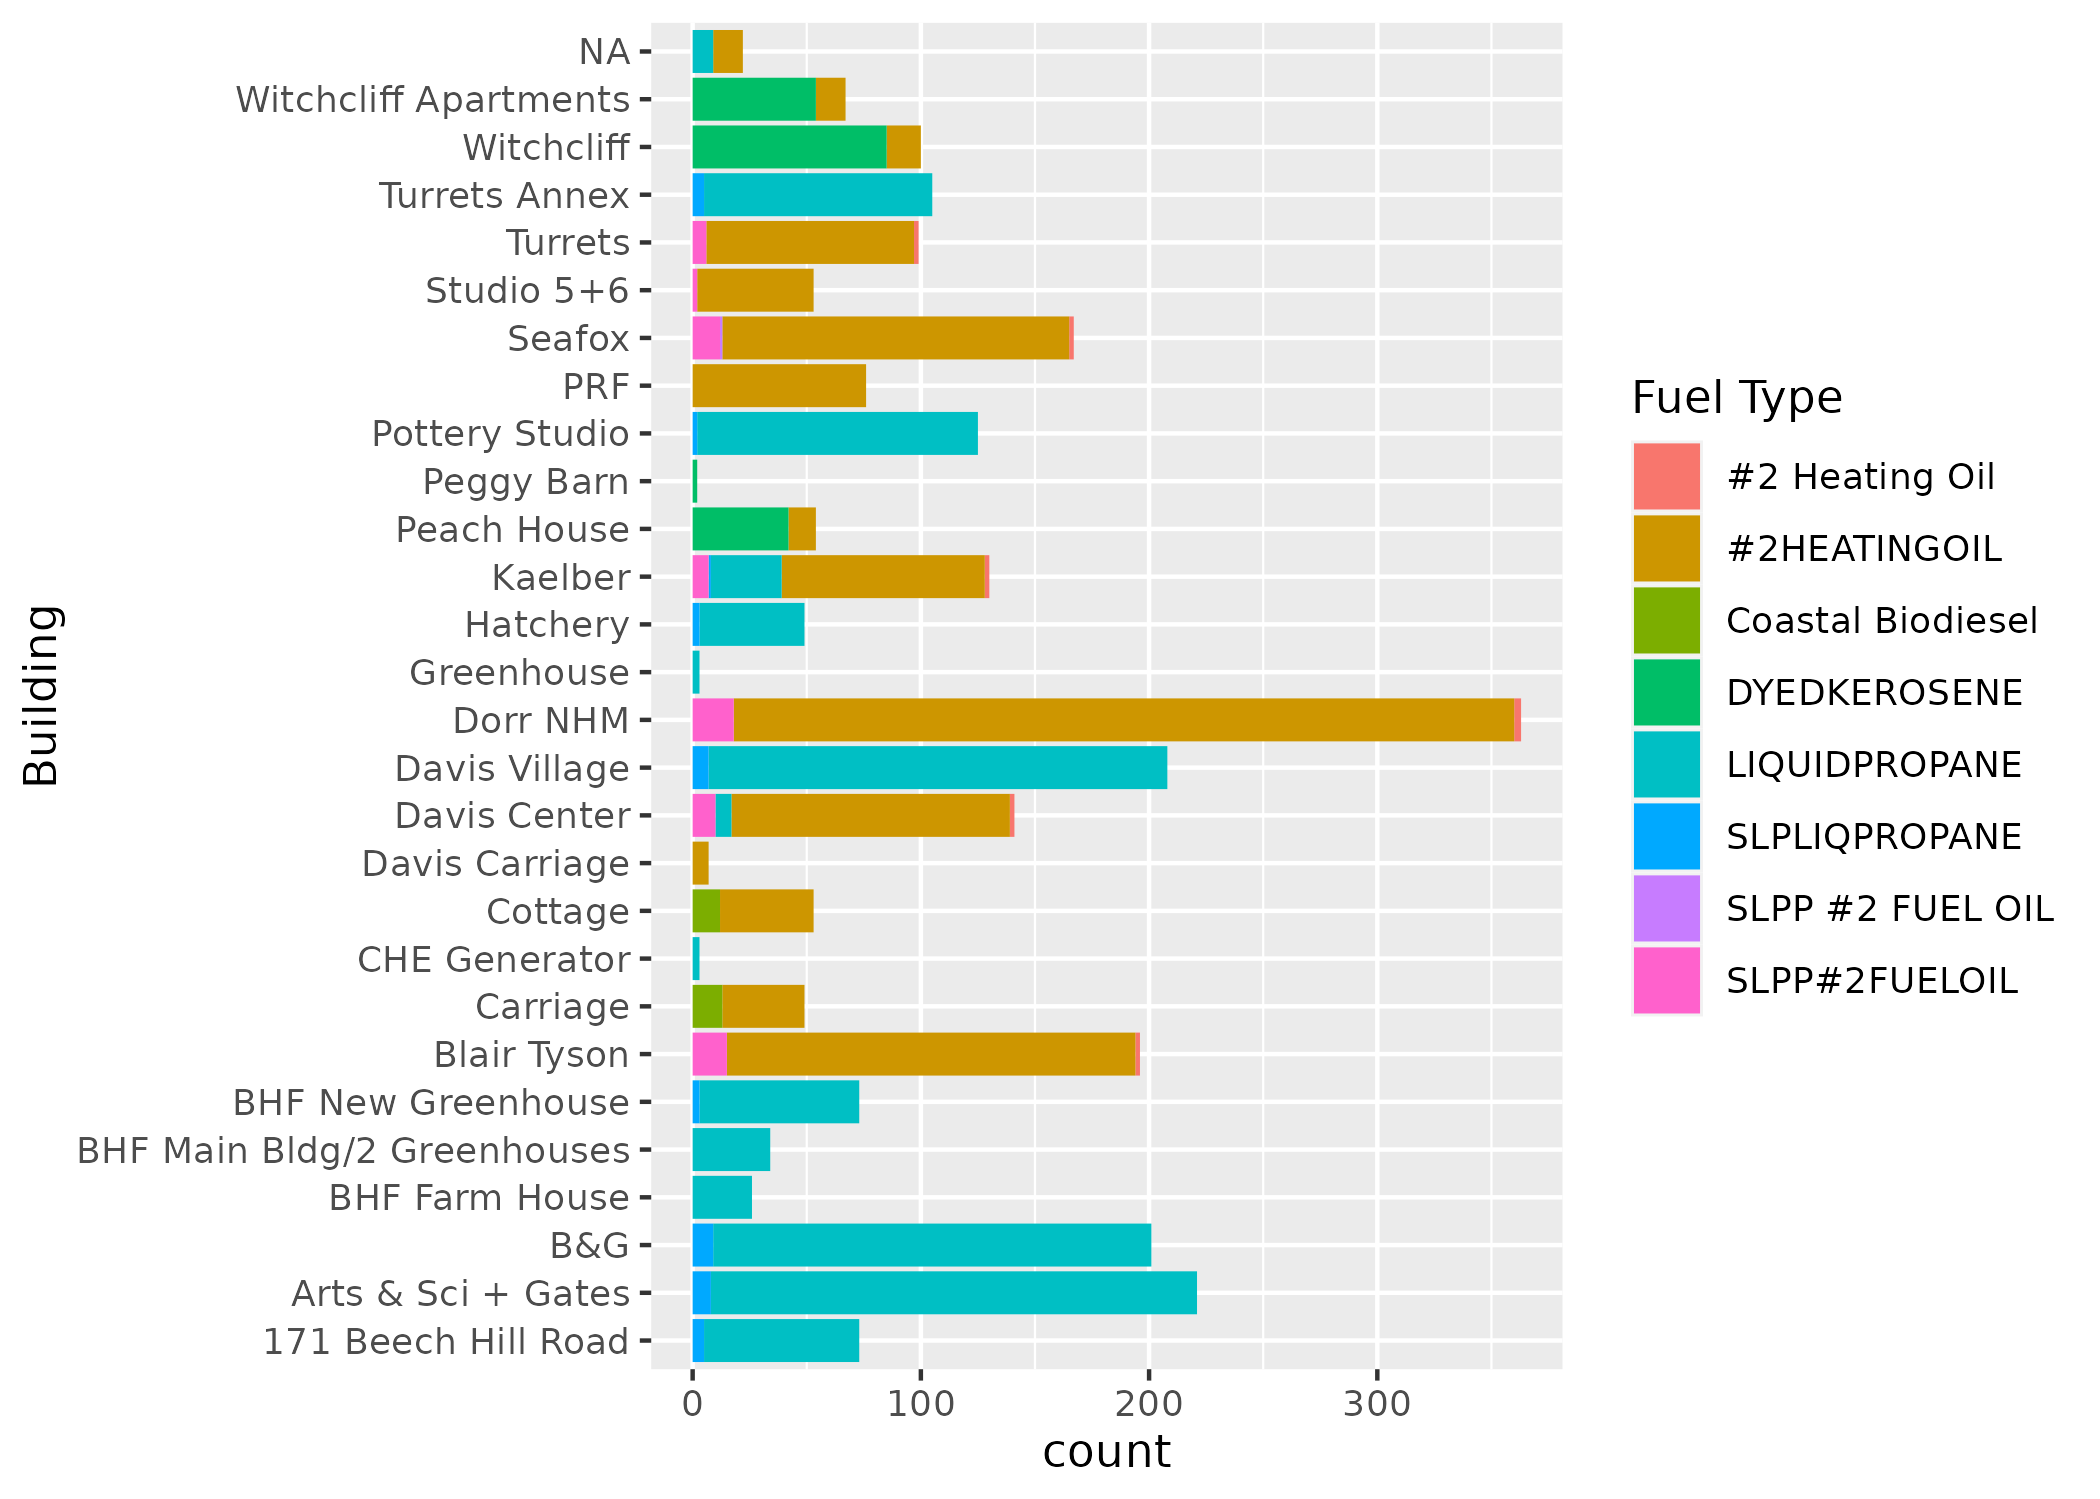 NA
Witchcliff Apartments
Witchcliff
Turrets Annex
Turrets
Studio 5+6
Seafox
PRF
Pottery Studio
Peggy Barn
Peach House
Kaelber
Hatchery
Greenhouse
Dorr NHM
Davis Village
Davis Center
Davis Carriage
Cottage
CHE Generator
Carriage
Blair Tyson
BHF New Greenhouse
BHF Main Bldg/2 Greenhouses
BHF Farm House
B&G
Arts & Sci + Gates
171 Beech Hill Road
Building
0 100 200 300
count
Fuel Type
#2 Heating Oil
#2HEATINGOIL
Coastal Biodiesel
DYEDKEROSENE
LIQUIDPROPANE
SLPLIQPROPANE
SLPP #2 FUEL OIL
SLPP#2FUELOIL